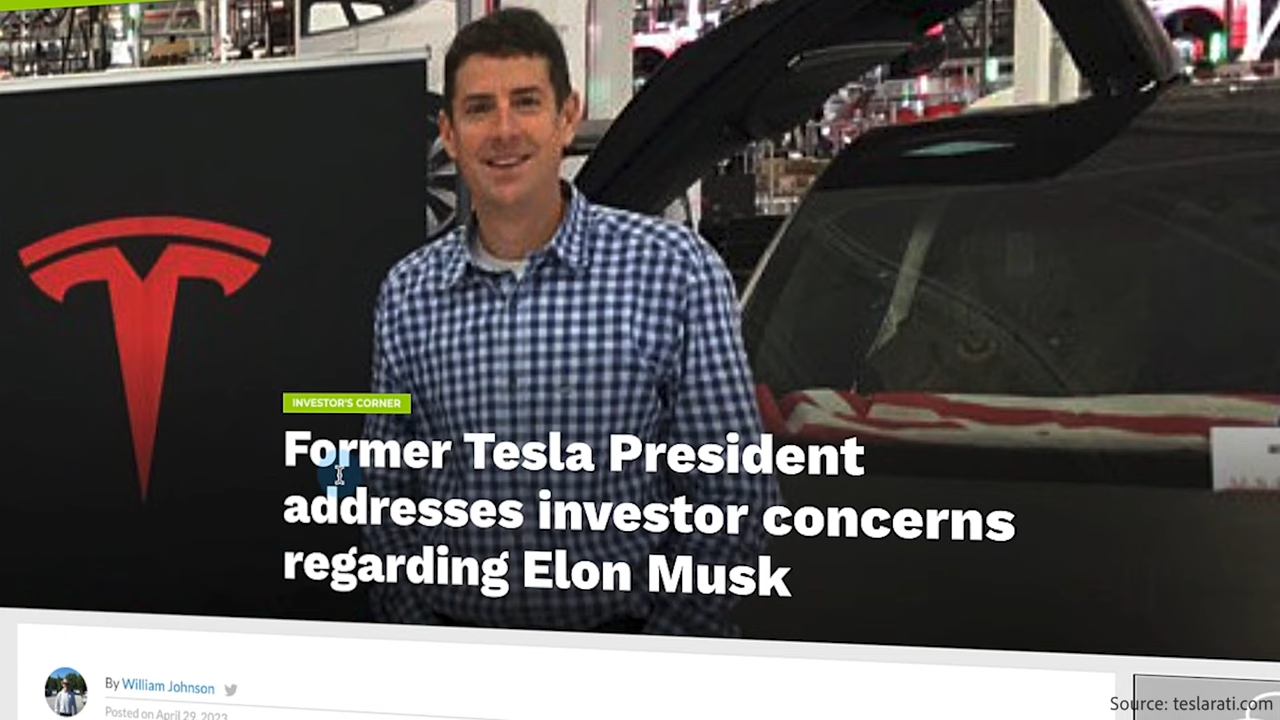 INVESTOR'S CORNER
Former Tesla President
addresses investor concerns
regarding Elon Musk
By William Johnson
Posted on April 29, 2023
Source: teslarati.com